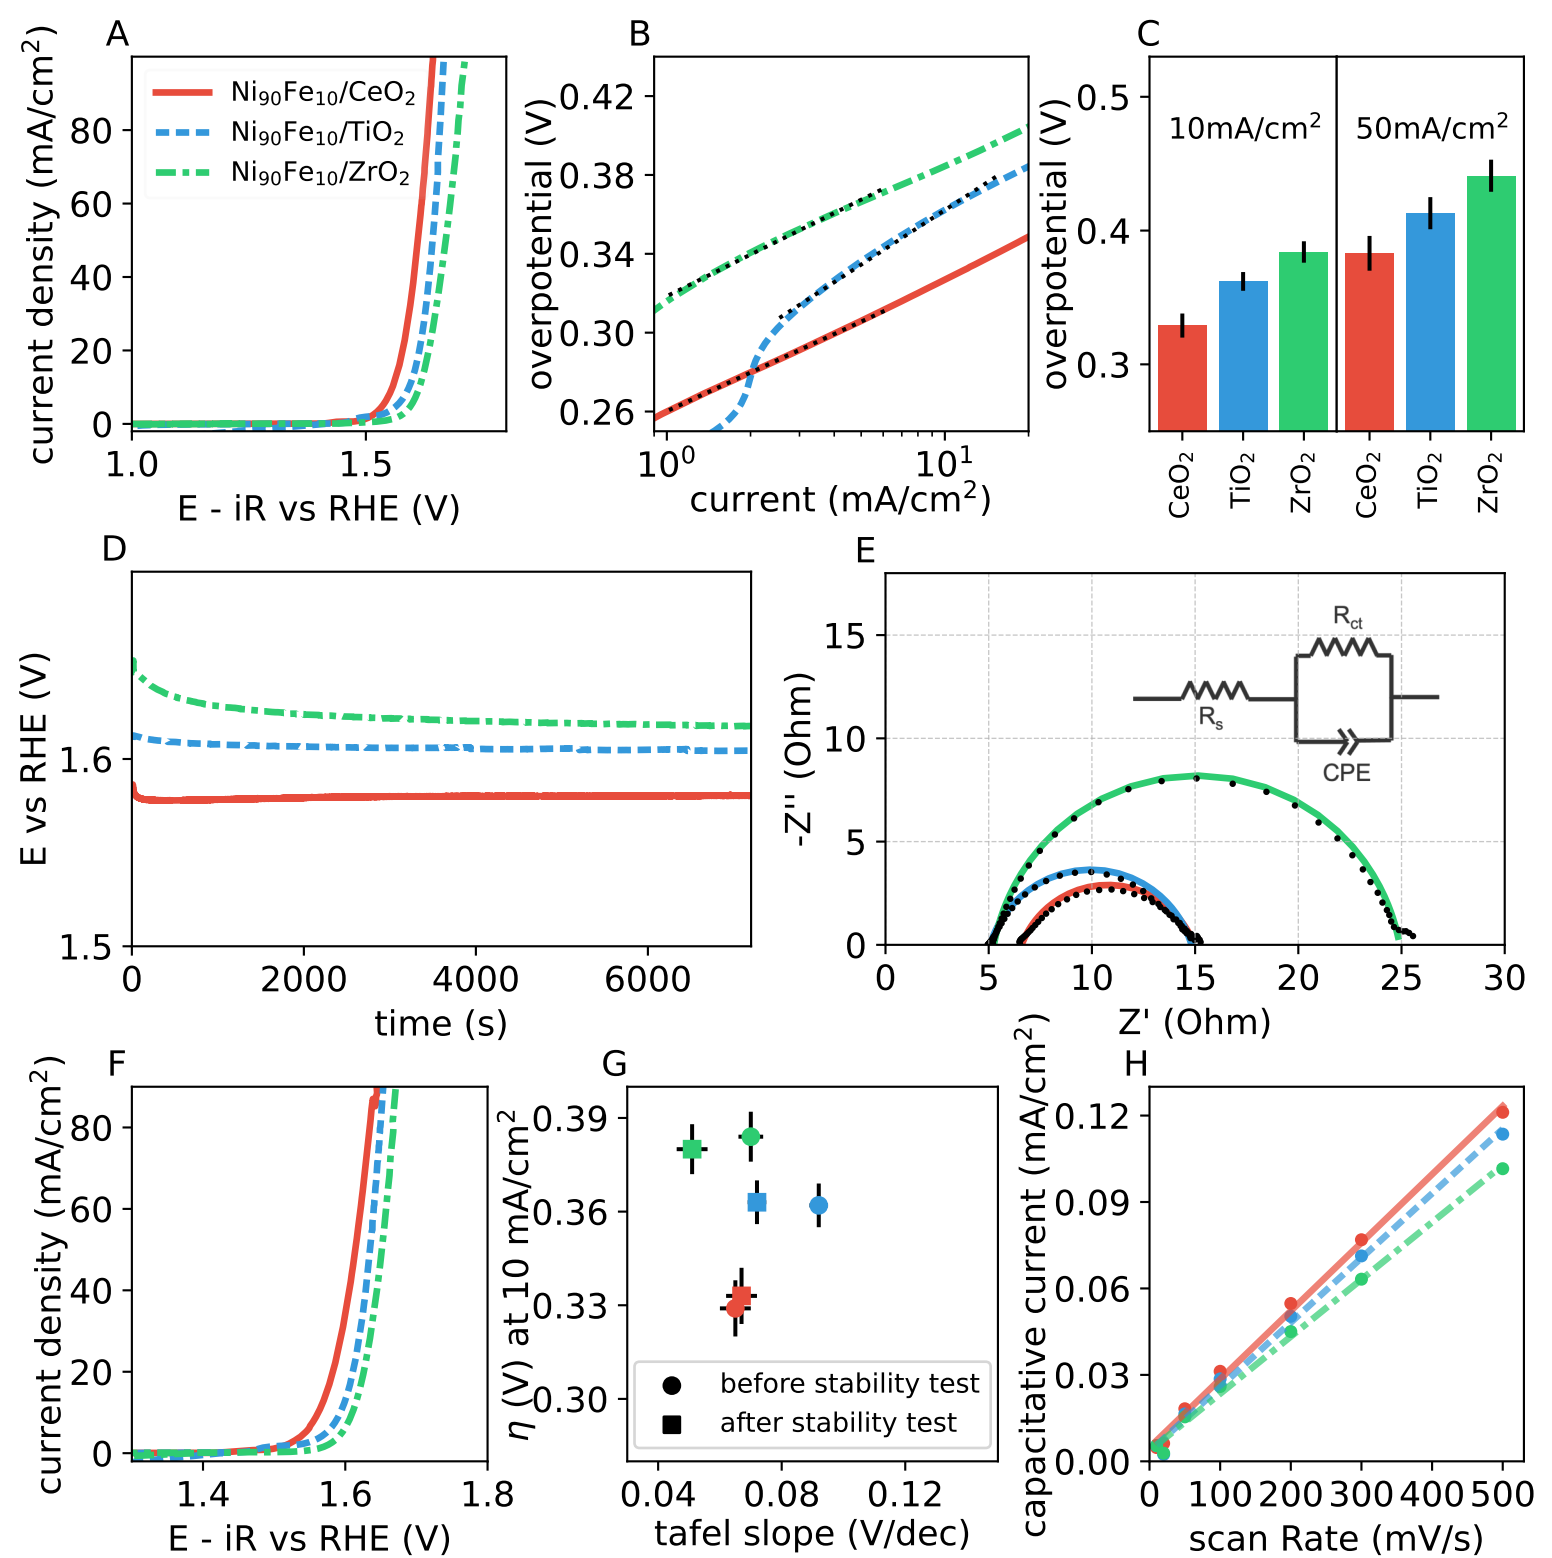 A
current density (mA/cm²)
80
60
40
20
0
Ni₉₀Fe₁₀/CeO₂
Ni₉₀Fe₁₀/TiO₂
Ni₉₀Fe₁₀/ZrO₂
1.0 1.5
E - iR vs RHE (V)
B
overpotential (V)
0.42
0.38
0.34
0.30
0.26
10⁰ 10¹
current (mA/cm²)
C
overpotential (V)
0.5
0.4
0.3
10mA/cm² 50mA/cm²
CeO₂ TiO₂ ZrO₂ CeO₂ TiO₂ ZrO₂
D
E vs RHE (V)
1.6
1.5
0 2000 4000 6000
time (s)
E
-Z'' (Ohm)
15
10
5
0
Rct
Rs
CPE
0 5 10 15 20 25 30
Z' (Ohm)
F
current density (mA/cm²)
80
60
40
20
0
1.4 1.6 1.8
E - iR vs RHE (V)
G
η (V) at 10 mA/cm²
0.39
0.36
0.33
0.30
before stability test
after stability test
0.04 0.08 0.12
tafel slope (V/dec)
H
capacitative current (mA/cm²)
0.12
0.09
0.06
0.03
0.00
0 100 200 300 400 500
scan Rate (mV/s)